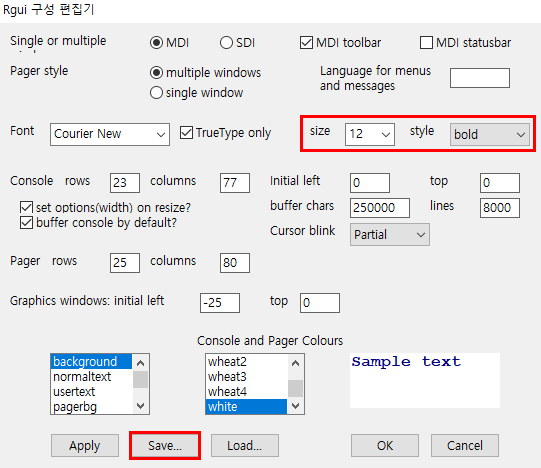 Rgui 구성 편집기
Single or multiple
MDI SDI MDI toolbar MDI statusbar
Pager style multiple windows Language for menus
single window and messages
Font Courier New TrueType only size 12 style bold
Console rows 23 columns 77 Initial left 0 top 0
set options(width) on resize? buffer chars 250000 lines 8000
buffer console by default? Cursor blink Partial
Pager rows 25 columns 80
Graphics windows: initial left -25 top 0
Console and Pager Colours
background wheat2 Sample text
normaltext wheat3
usertext wheat4
pagerbg white
Apply Save... Load... OK Cancel